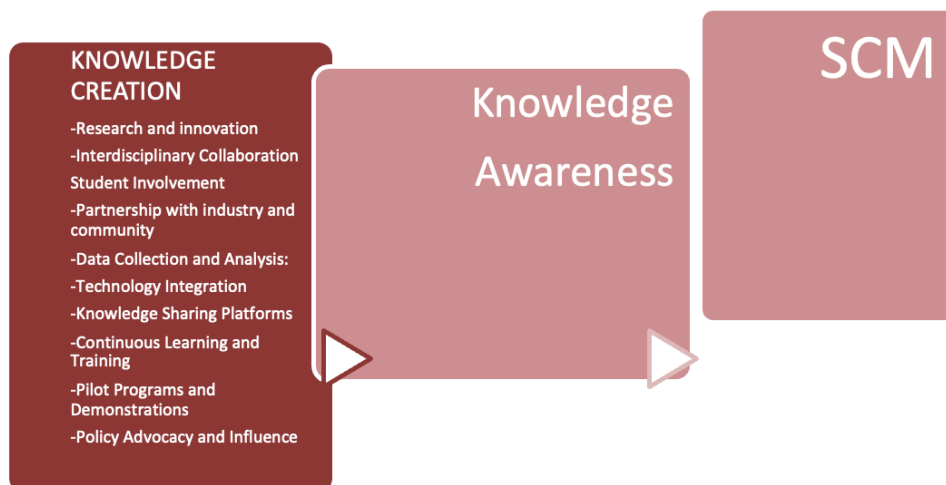 KNOWLEDGE
CREATION
-Research and innovation
-Interdisciplinary Collaboration
Student Involvement
-Partnership with industry and
community
-Data Collection and Analysis:
-Technology Integration
-Knowledge Sharing Platforms
-Continuous Learning and
Training
-Pilot Programs and
Demonstrations
-Policy Advocacy and Influence
Knowledge
Awareness
SCM